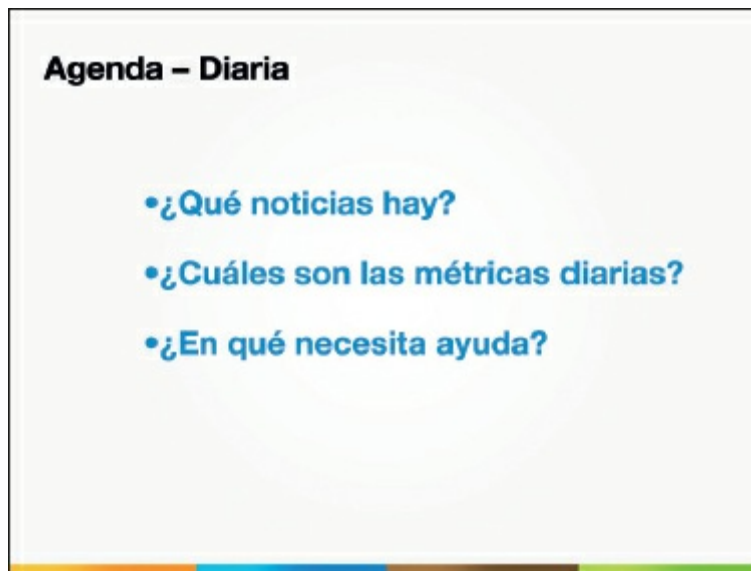 Agenda – Diaria
•¿Qué noticias hay?
•¿Cuáles son las métricas diarias?
•¿En qué necesita ayuda?